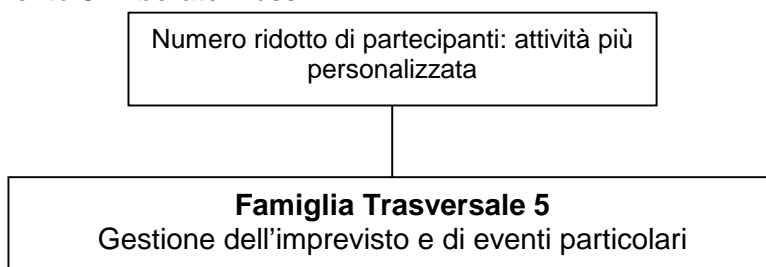 Numero ridotto di partecipanti: attività più
personalizzata
Famiglia Trasversale 5
Gestione dell'imprevisto e di eventi particolari